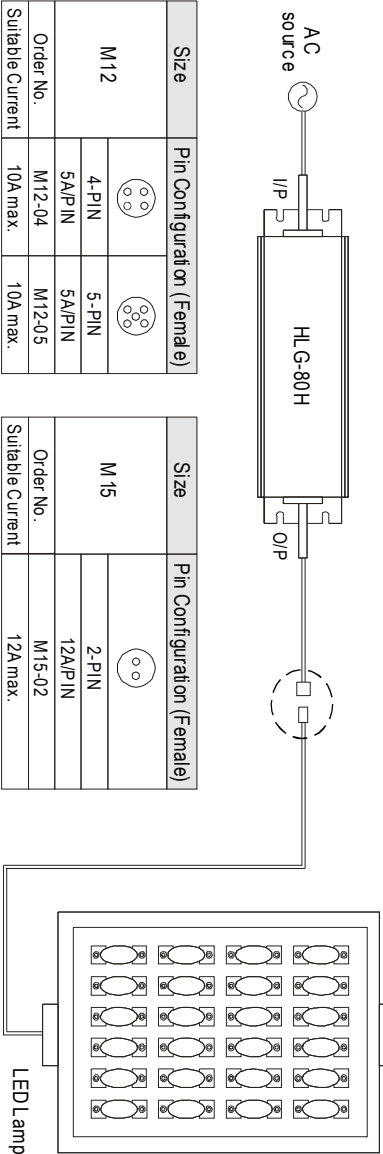 AC
source
I/P
HLG-80H
O/P
LED Lamp
Size
Pin Configuration (Female)
M12
4-PIN
5-PIN
5A/PIN
5A/PIN
Order No.
M12-04
M12-05
Suitable Current
10A max.
10A max.
Size
Pin Configuration (Female)
M15
2-PIN
12A/PIN
Order No.
M15-02
Suitable Current
12A max.